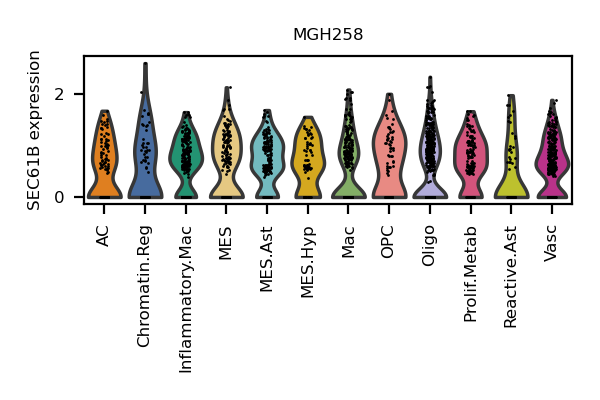 MGH258
SEC61B expression
2
0
AC
Chromatin.Reg
Inflammatory.Mac
MES
MES.Ast
MES.Hyp
Mac
OPC
Oligo
Prolif.Metab
Reactive.Ast
Vasc